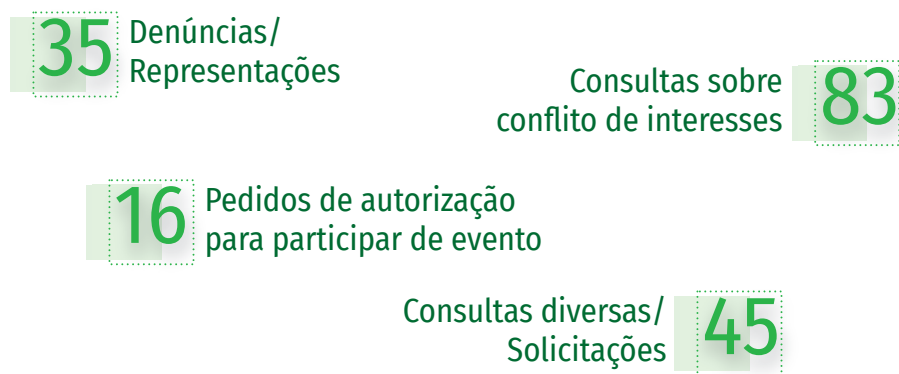 35 Denúncias/
Representações
Consultas sobre
conflito de interesses 83
16 Pedidos de autorização
para participar de evento
Consultas diversas/
Solicitações 45